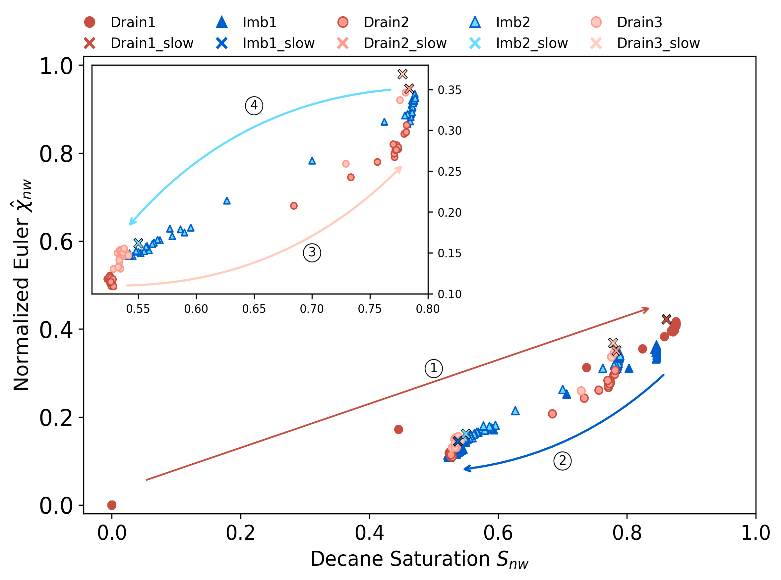 Drain1 Imb1 Drain2 Imb2 Drain3
Drain1_slow Imb1_slow Drain2_slow Imb2_slow Drain3_slow
1.0
0.8
0.6
0.4
0.2
0.0
Normalized Euler χ̂nw
0.35
0.30
0.25
0.20
0.15
0.10
0.55 0.60 0.65 0.70 0.75 0.80
4
3
1
2
0.0 0.2 0.4 0.6 0.8 1.0
Decane Saturation Snw